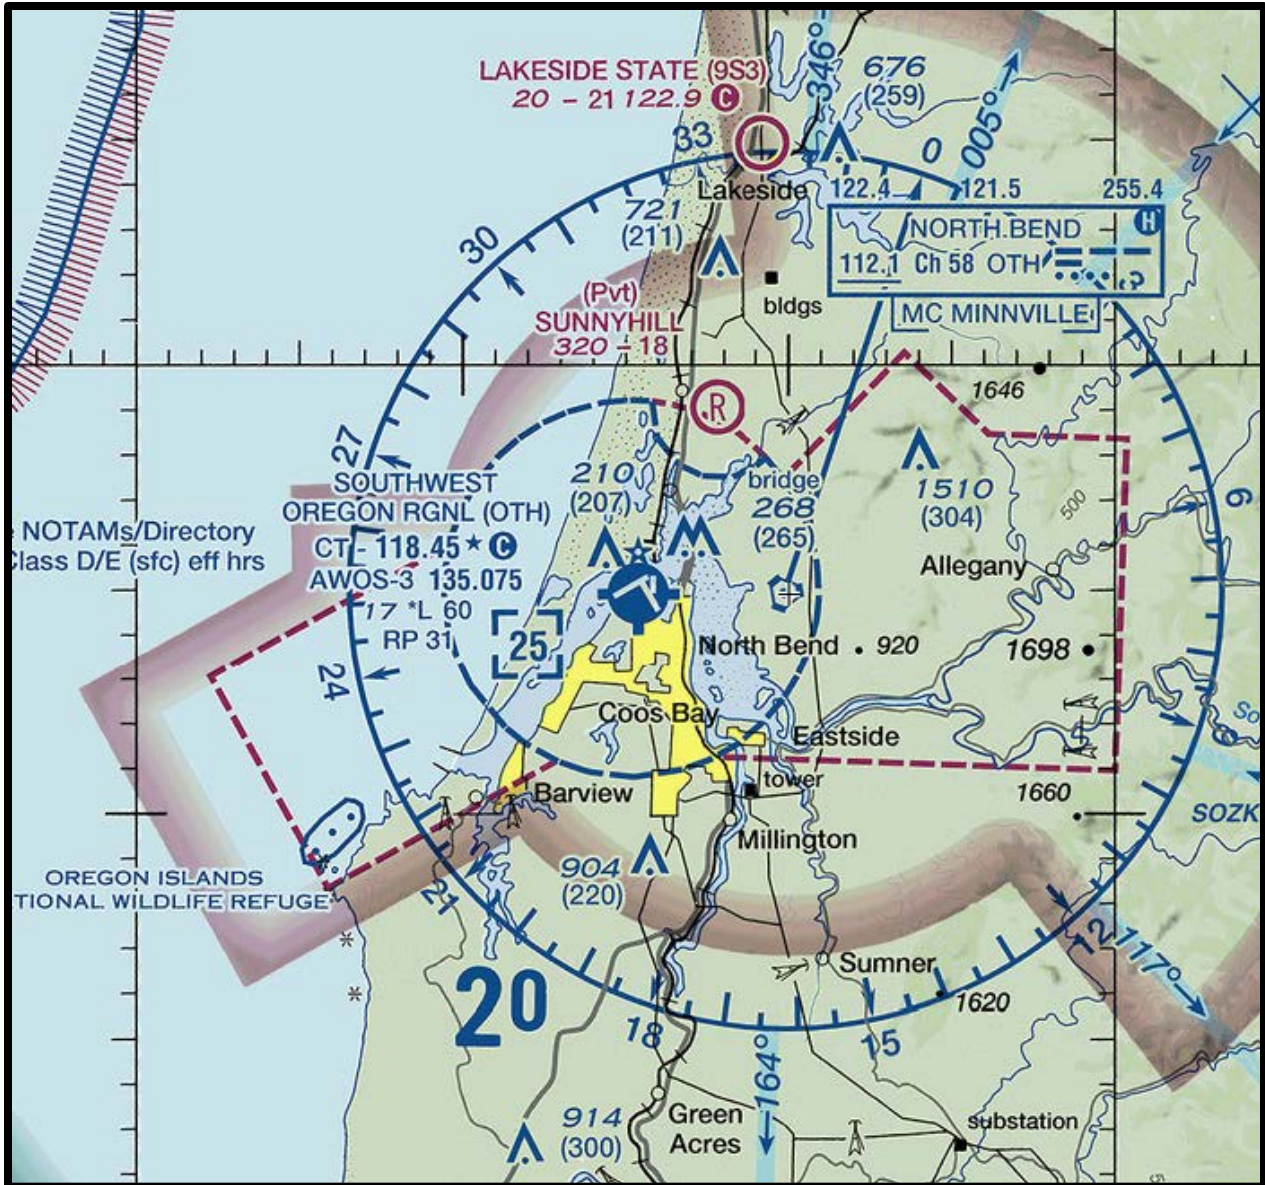 LAKESIDE STATE (9S3)
20 - 21 122.9 C
346°
676
(259)
005°
33
0
Lakeside
122.4
121.5
255.4
H
NORTH BEND
112.1 Ch 58 OTH
MC MINNVILLE
721
(211)
30
bldgs
(Pvt)
SUNNYHILL
320 - 18
R
1646
27
SOUTHWEST
OREGON RGNL (OTH)
CT - 118.45 ★ C
AWOS-3 135.075
17 *L 60
RP 31
NOTAMs/Directory
Class D/E (sfc) eff hrs
210
(207)
bridge
268
(265)
1510
(304)
500
6
Allegany
25
North Bend
920
1698
24
Coos Bay
Eastside
So
tower
Barview
1660
SOZK
Millington
OREGON ISLANDS
TIONAL WILDLIFE REFUGE
904
(220)
21
12
117°
Sumner
20
1620
18
15
164°
914
(300)
Green
Acres
substation